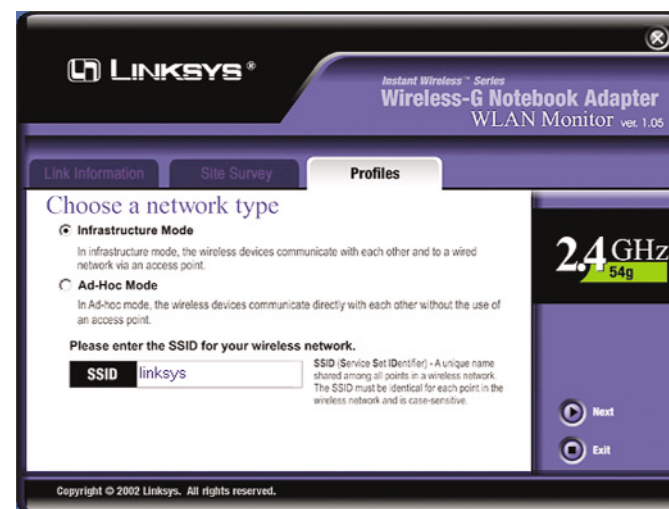 LINKSYS®
Instant Wireless™ Series
Wireless-G Notebook Adapter
WLAN Monitor ver. 1.05
Link Information
Site Survey
Profiles
Choose a network type
Infrastructure Mode
In infrastructure mode, the wireless devices communicate with each other and to a wired
network via an access point.
Ad-Hoc Mode
In Ad-hoc mode, the wireless devices communicate directly with each other without the use of
an access point.
Please enter the SSID for your wireless network.
SSID
linksys
SSID (Service Set IDentifier) - A unique name
shared among all points in a wireless network.
The SSID must be identical for each point in the
wireless network and is case-sensitive.
2.4 GHz
54g
Next
Exit
Copyright © 2002 Linksys. All rights reserved.